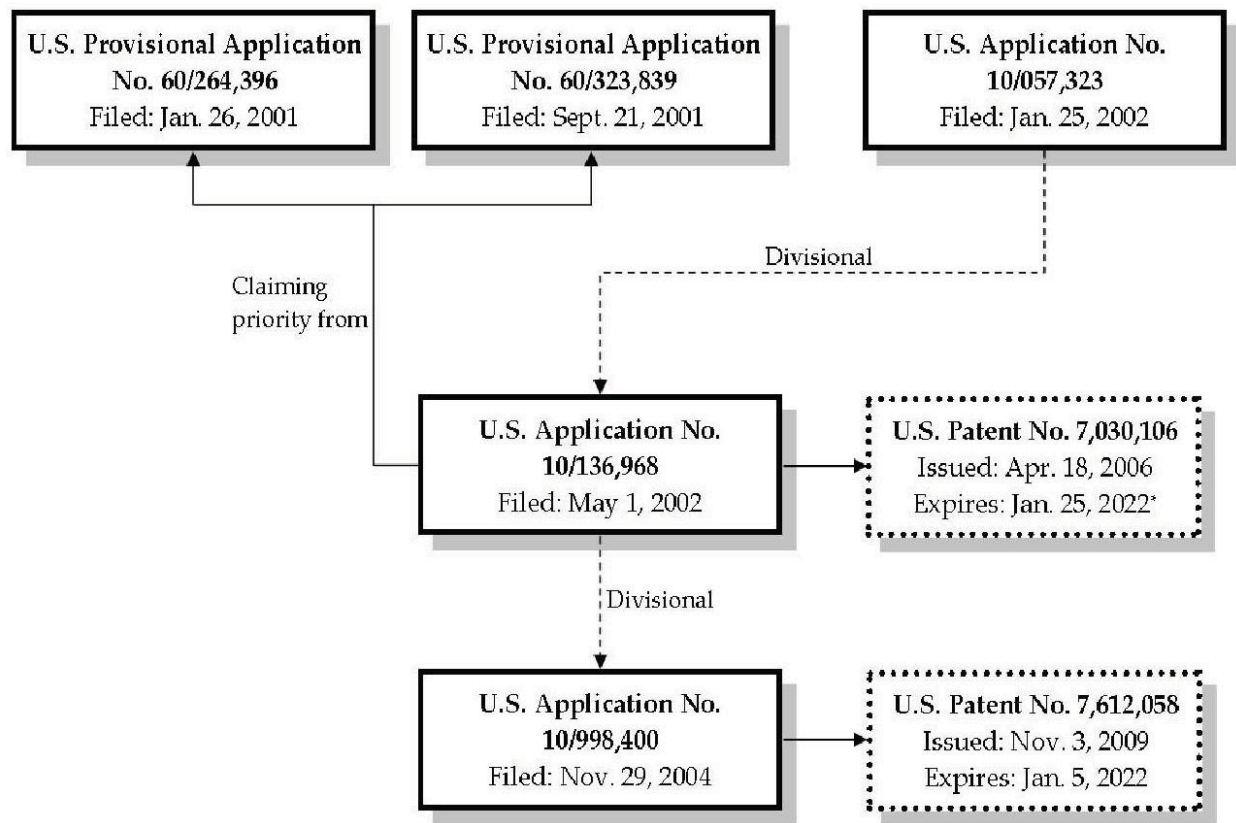 U.S. Provisional Application
No. 60/264,396
Filed: Jan. 26, 2001
U.S. Provisional Application
No. 60/323,839
Filed: Sept. 21, 2001
U.S. Application No.
10/057,323
Filed: Jan. 25, 2002
Divisional
Claiming
priority from
U.S. Application No.
10/136,968
Filed: May 1, 2002
U.S. Patent No. 7,030,106
Issued: Apr. 18, 2006
Expires: Jan. 25, 2022*
Divisional
U.S. Application No.
10/998,400
Filed: Nov. 29, 2004
U.S. Patent No. 7,612,058
Issued: Nov. 3, 2009
Expires: Jan. 5, 2022